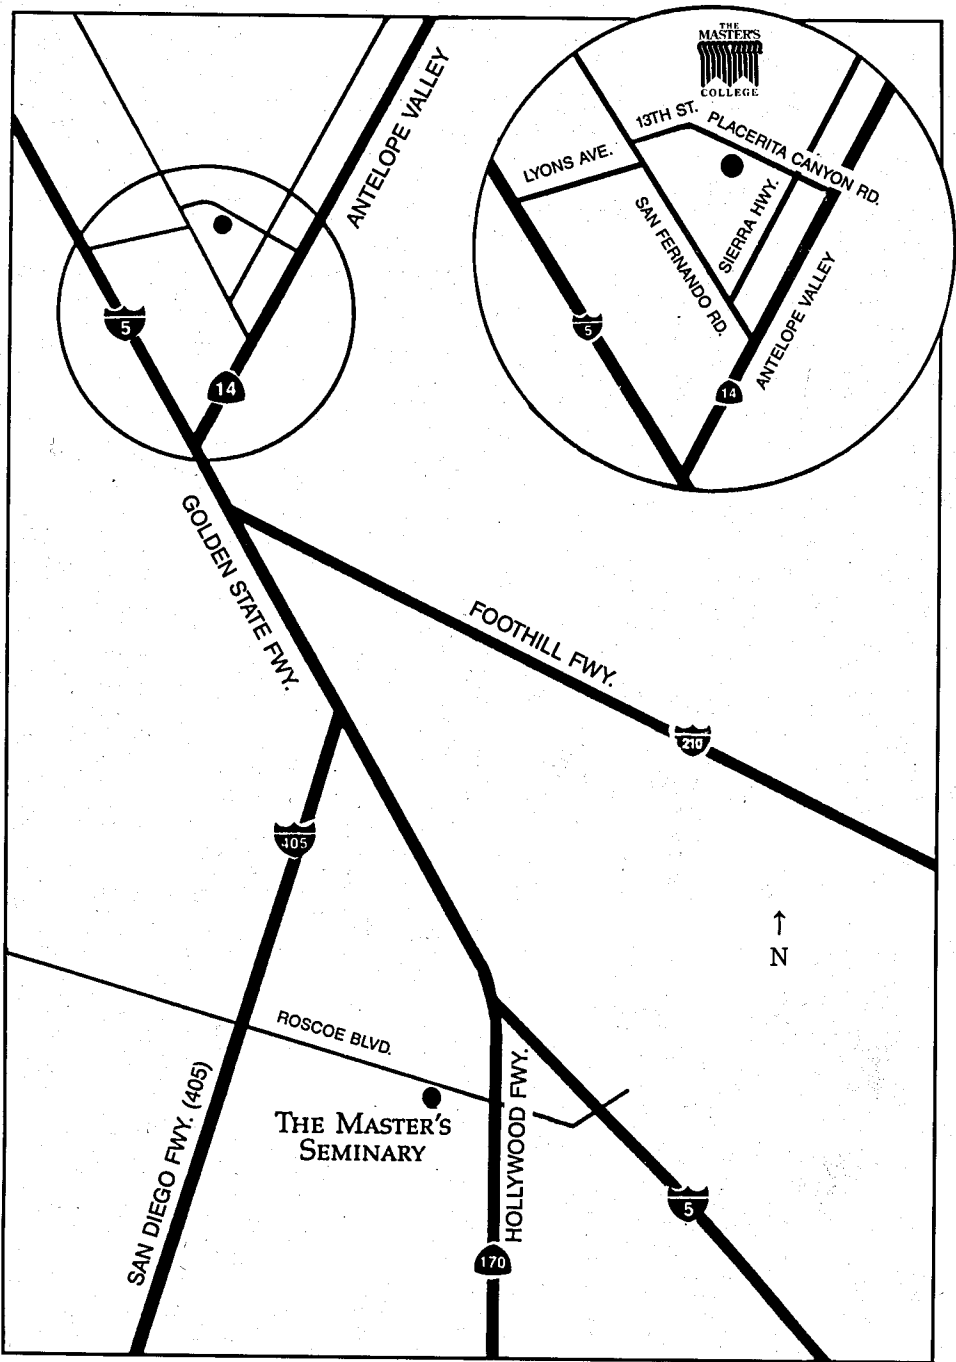 THE
MASTER'S
COLLEGE
13TH ST.
PLACERITA CANYON RD.
LYONS AVE.
SAN FERNANDO RD.
SIERRA HWY.
ANTELOPE VALLEY
5
14
ANTELOPE VALLEY
5
14
GOLDEN STATE FWY.
FOOTHILL FWY.
210
405
N
ROSCOE BLVD.
SAN DIEGO FWY. (405)
THE MASTER'S
SEMINARY
HOLLYWOOD FWY.
5
170